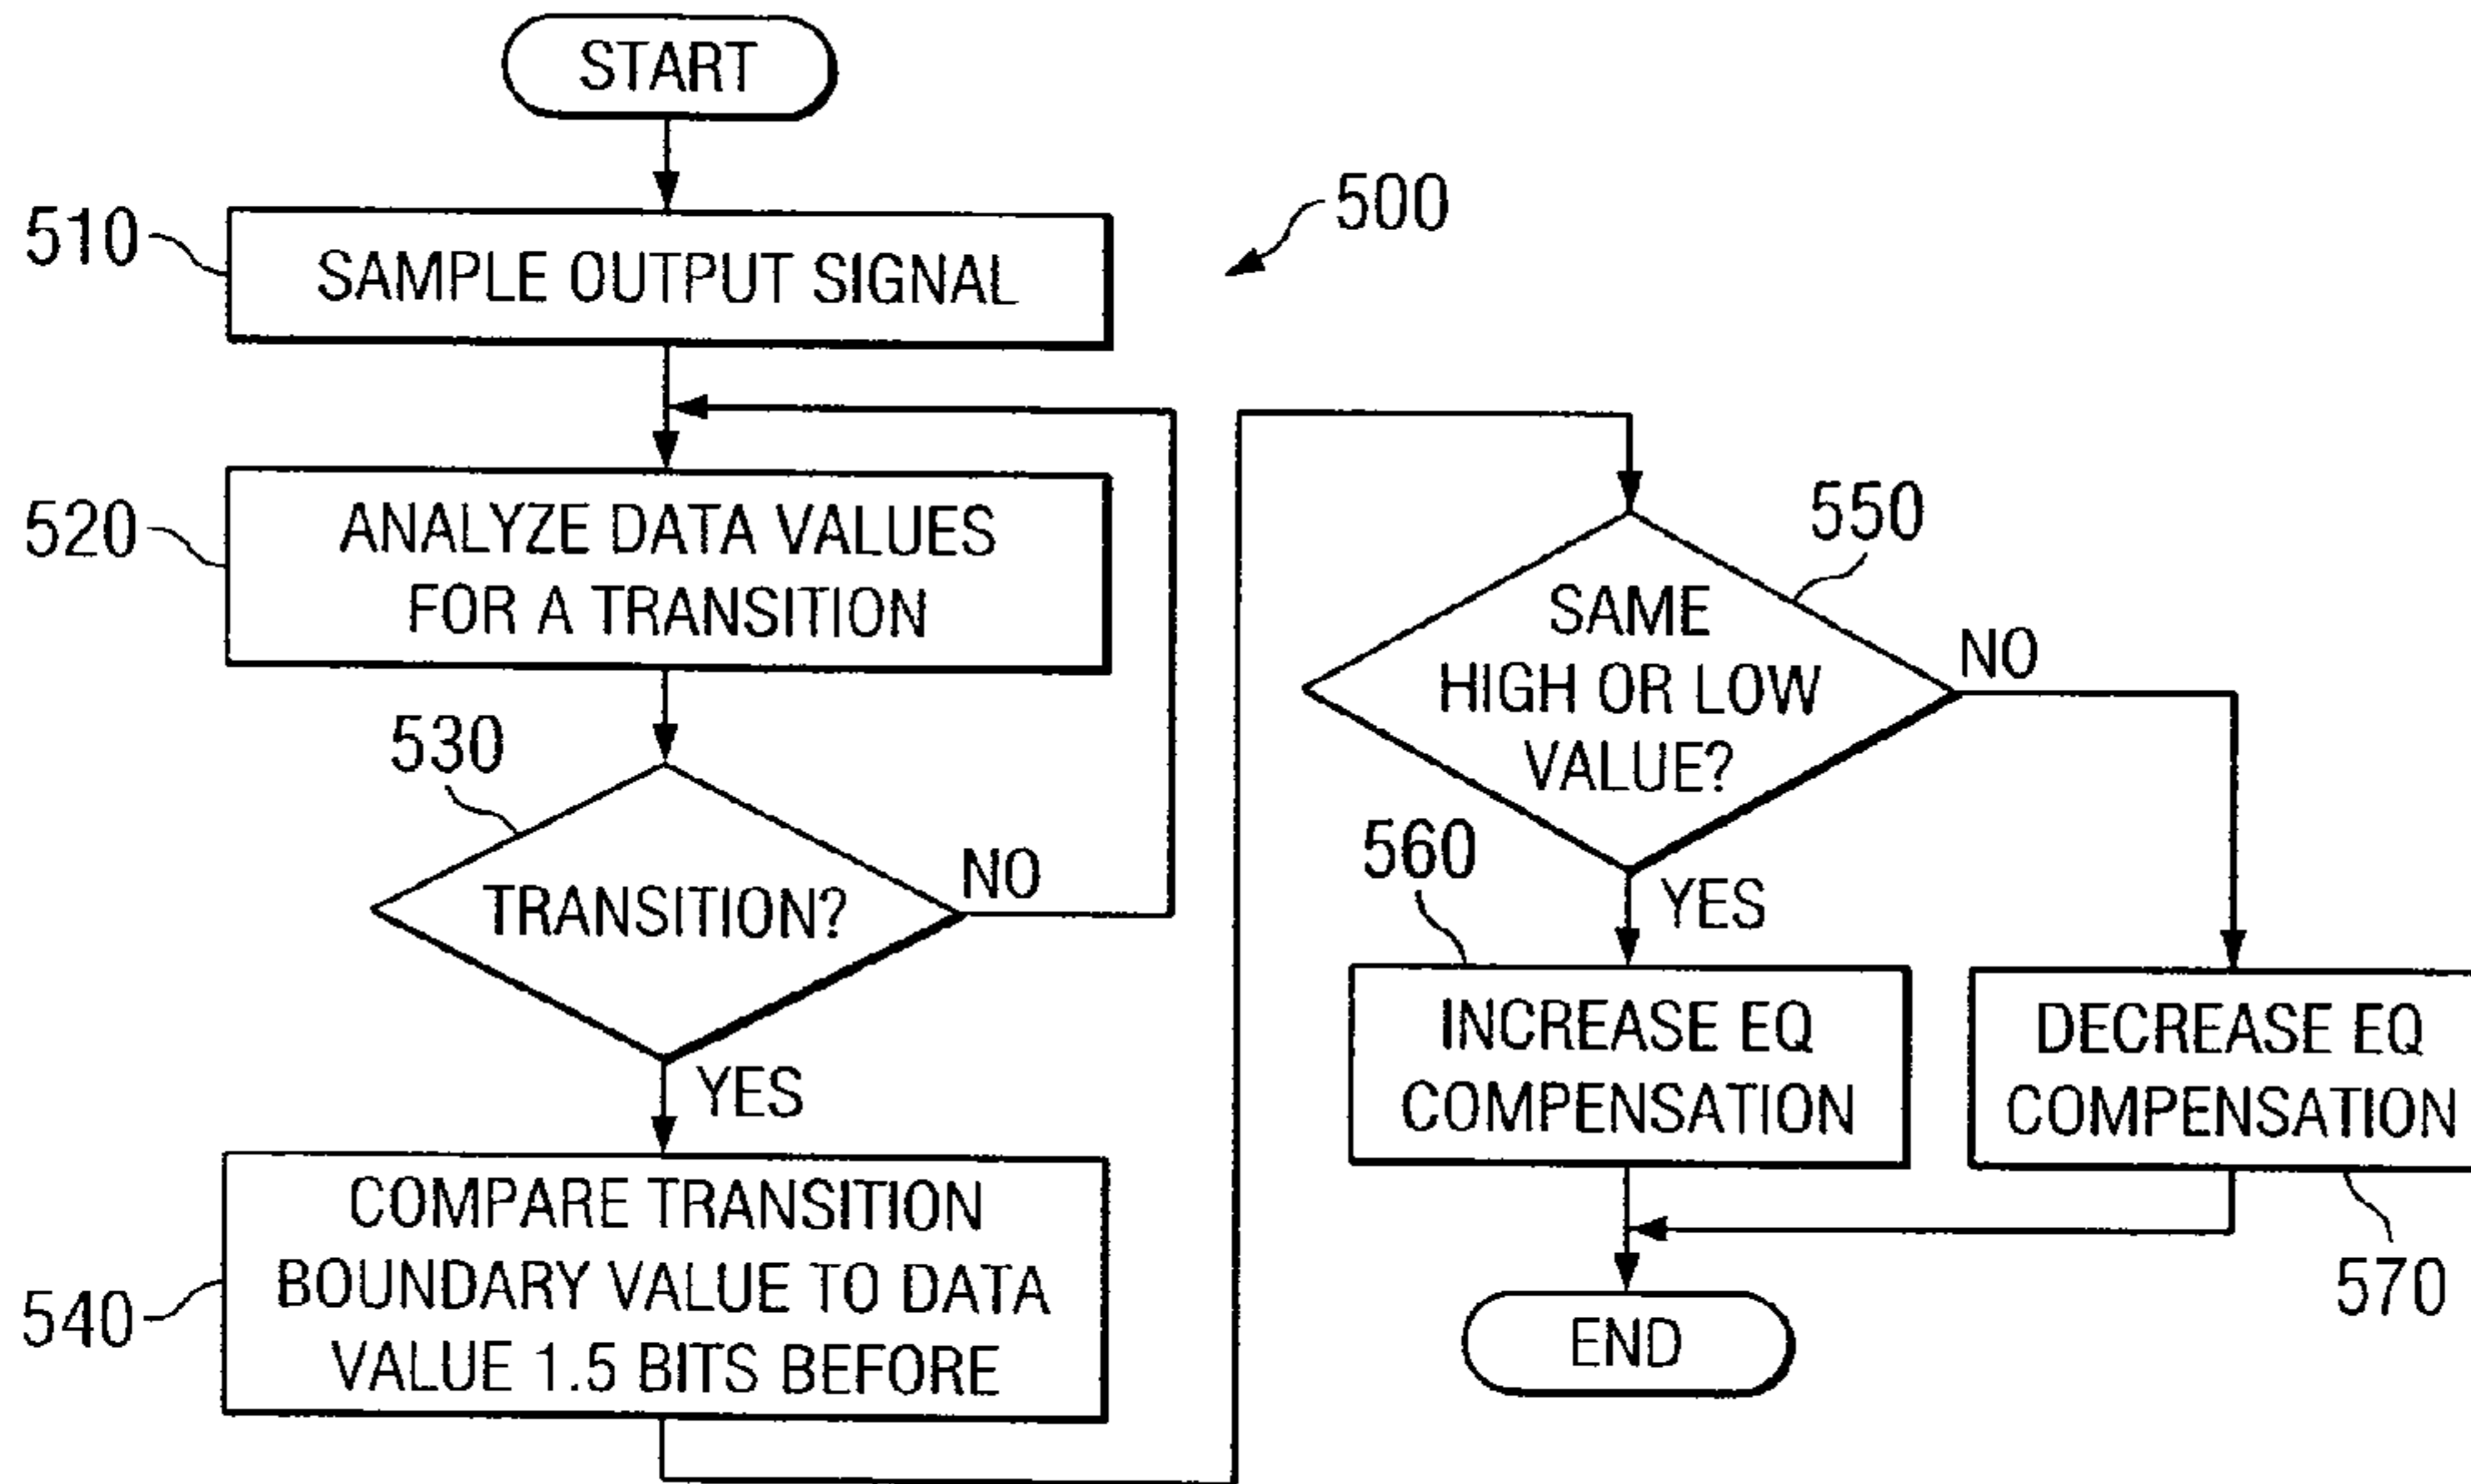 START
500
510
SAMPLE OUTPUT SIGNAL
520
ANALYZE DATA VALUES
FOR A TRANSITION
530
TRANSITION?
NO
YES
540
COMPARE TRANSITION
BOUNDARY VALUE TO DATA
VALUE 1.5 BITS BEFORE
550
SAME
HIGH OR LOW
VALUE?
NO
YES
560
INCREASE EQ
COMPENSATION
DECREASE EQ
COMPENSATION
570
END